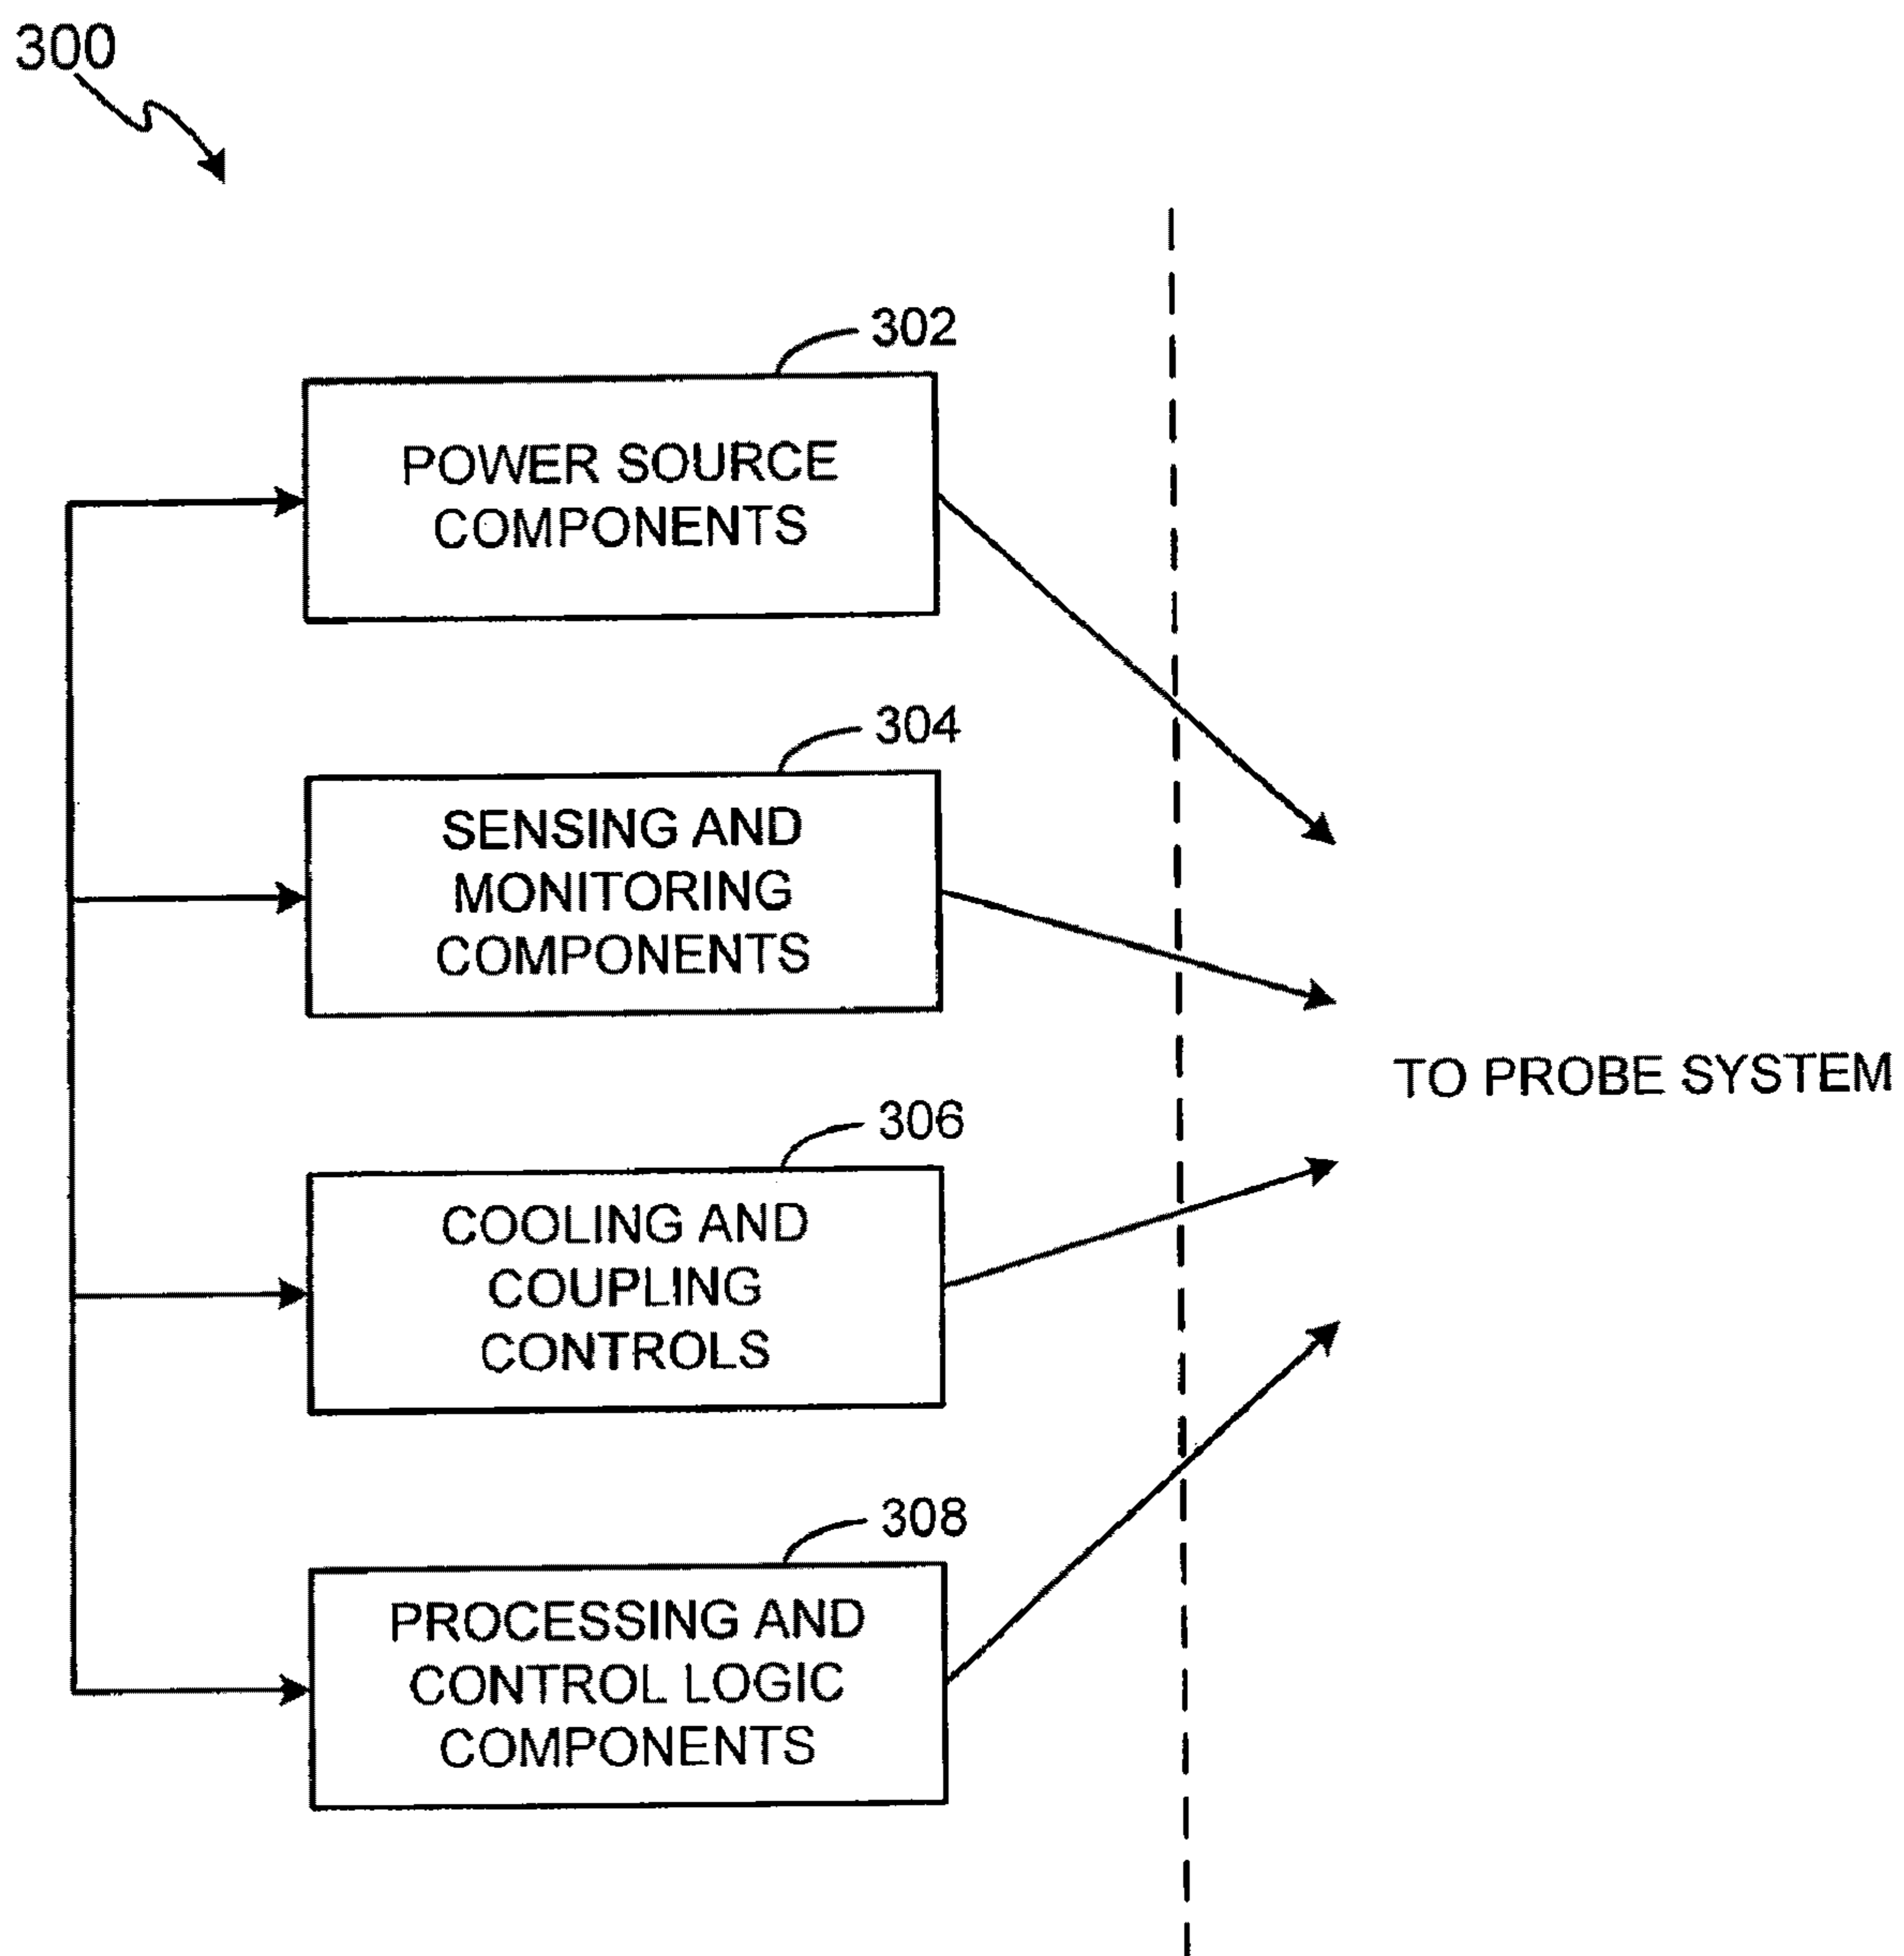 300
302
POWER SOURCE
COMPONENTS
304
SENSING AND
MONITORING
COMPONENTS
TO PROBE SYSTEM
306
COOLING AND
COUPLING
CONTROLS
308
PROCESSING AND
CONTROL LOGIC
COMPONENTS